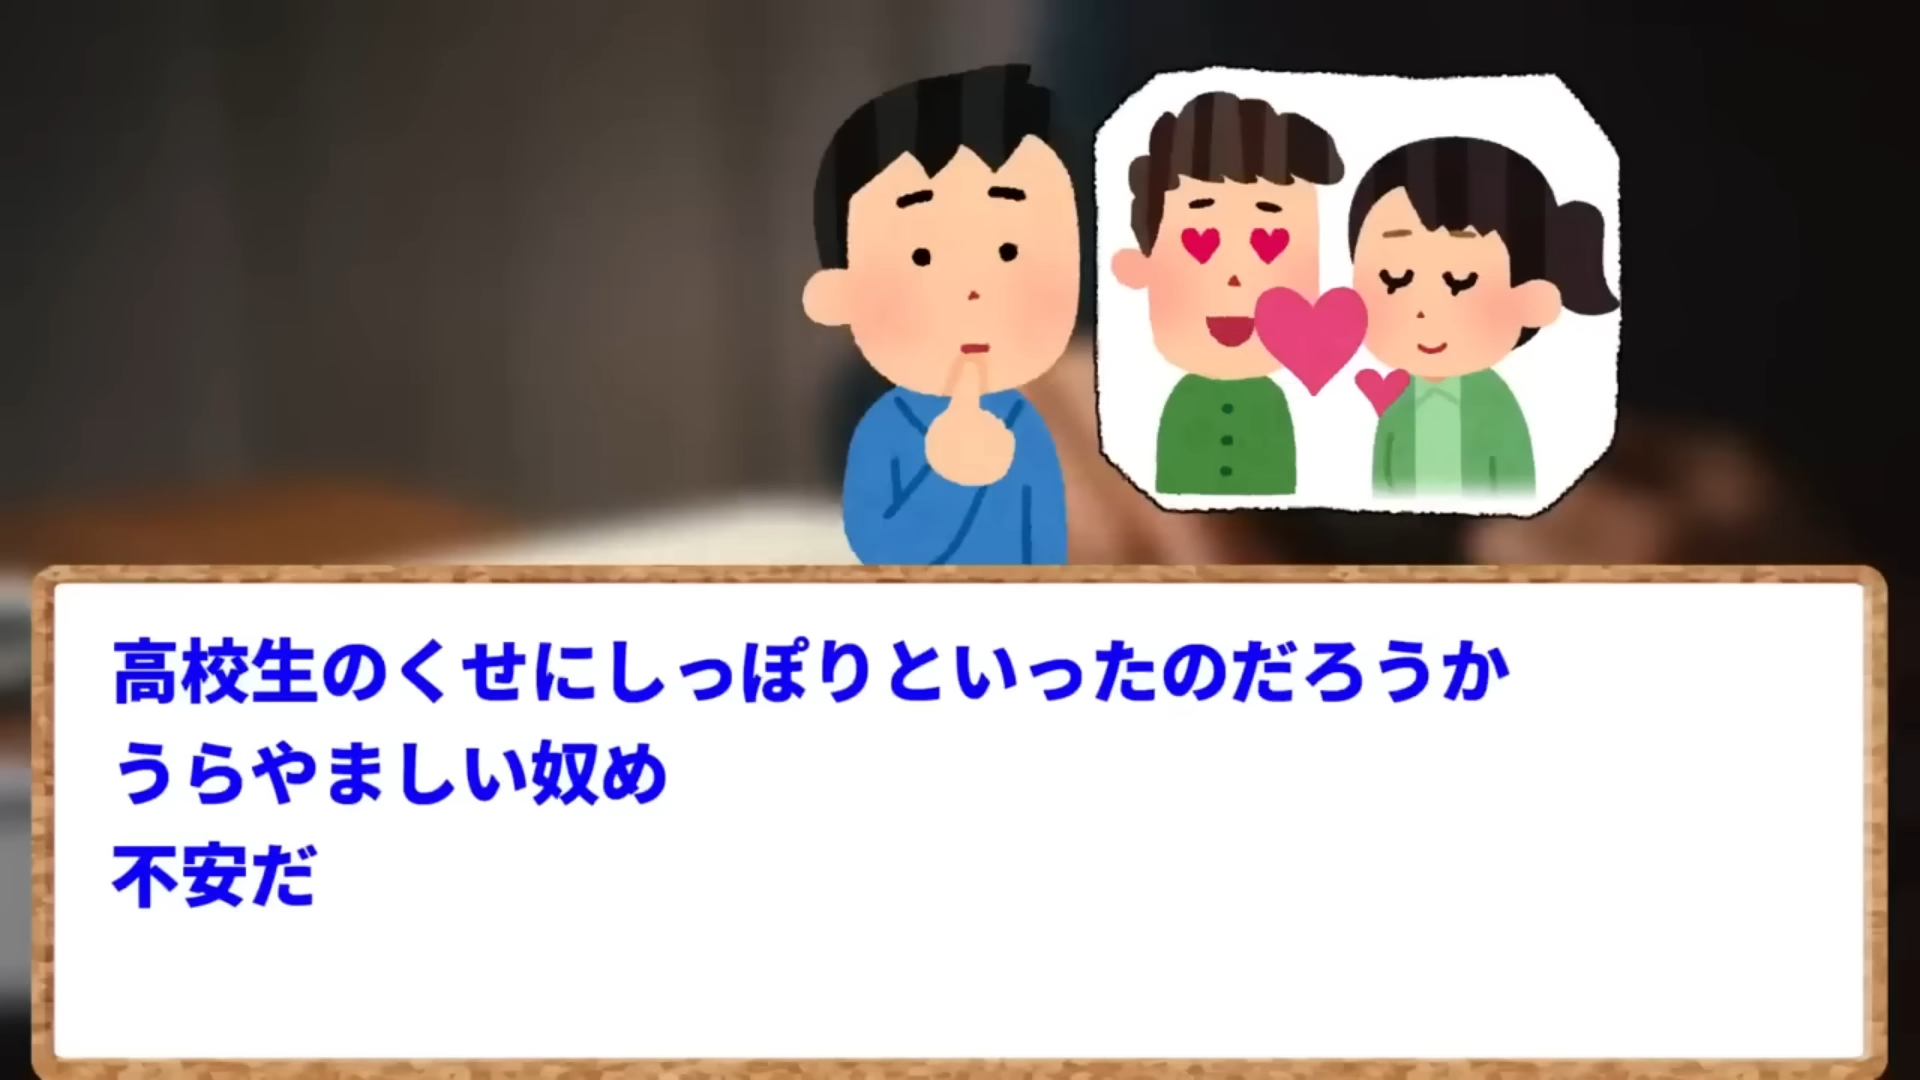 高校生のくせにしっぽりといったのだろうか
うらやましい奴め
不安だ